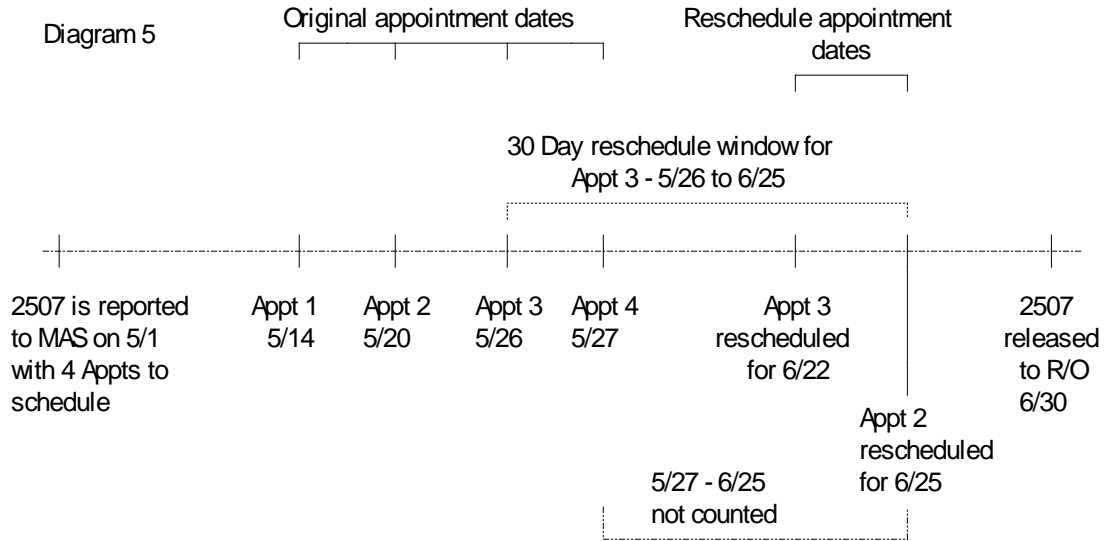 Diagram 5
Original appointment dates
Reschedule appointment
dates
30 Day reschedule window for
Appt 3 - 5/26 to 6/25
2507 is reported
to MAS on 5/1
with 4 Appts to
schedule
Appt 1
5/14
Appt 2
5/20
Appt 3
5/26
Appt 4
5/27
Appt 3
rescheduled
for 6/22
Appt 2
rescheduled
for 6/25
2507
released
to R/O
6/30
5/27 - 6/25
not counted